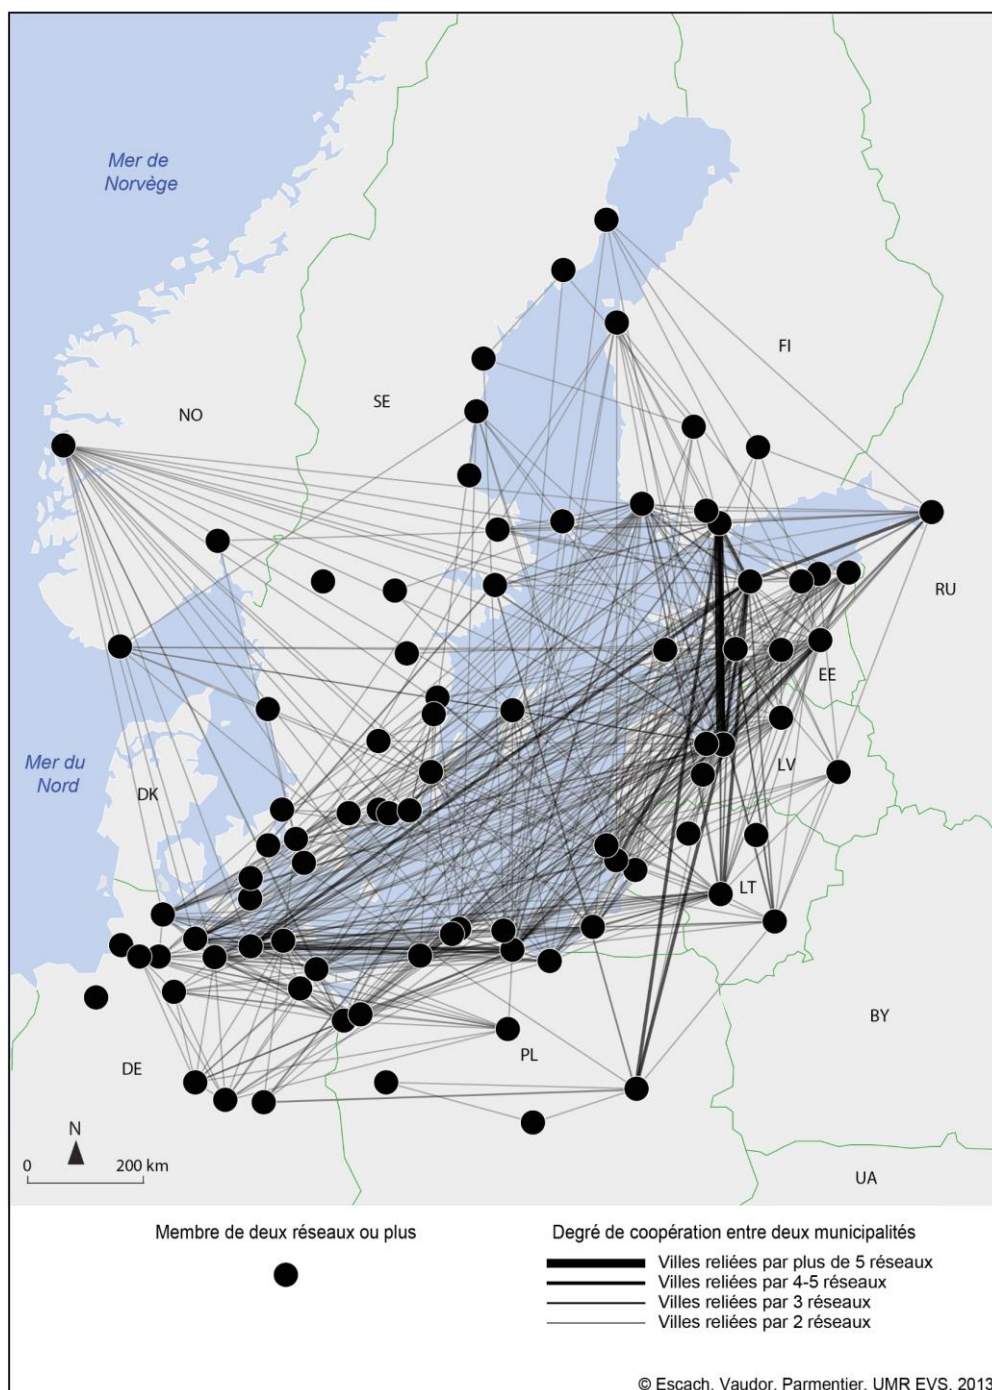 Mer de
Norvège
FI
SE
NO
RU
EE
Mer du
Nord
DK
LV
LT
BY
PL
DE
N
0 200 km
UA
Membre de deux réseaux ou plus
Degré de coopération entre deux municipalités
Villes reliées par plus de 5 réseaux
Villes reliées par 4-5 réseaux
Villes reliées par 3 réseaux
Villes reliées par 2 réseaux
© Escach, Vaudor, Parmentier, UMR EVS, 2013